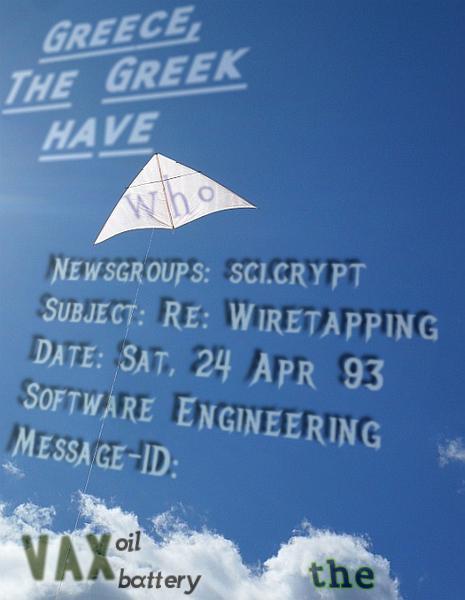 GREECE,
THE GREEK
HAVE
who
NEWSGROUPS: SCI.CRYPT
SUBJECT: RE: WIRETAPPING
DATE: SAT, 24 APR 93
SOFTWARE ENGINEERING
MESSAGE-ID:
VAX
oil
battery
the